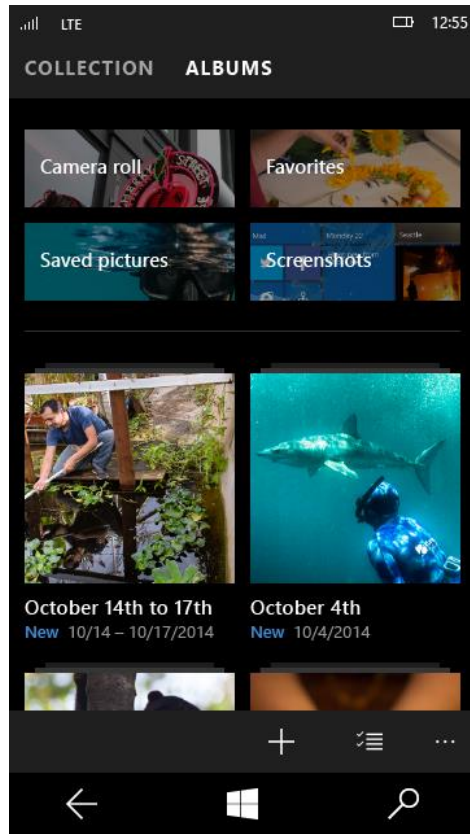 LTE 12:55
COLLECTION ALBUMS
Camera roll
Favorites
Saved pictures
Screenshots
October 14th to 17th
New 10/14 – 10/17/2014
October 4th
New 10/4/2014